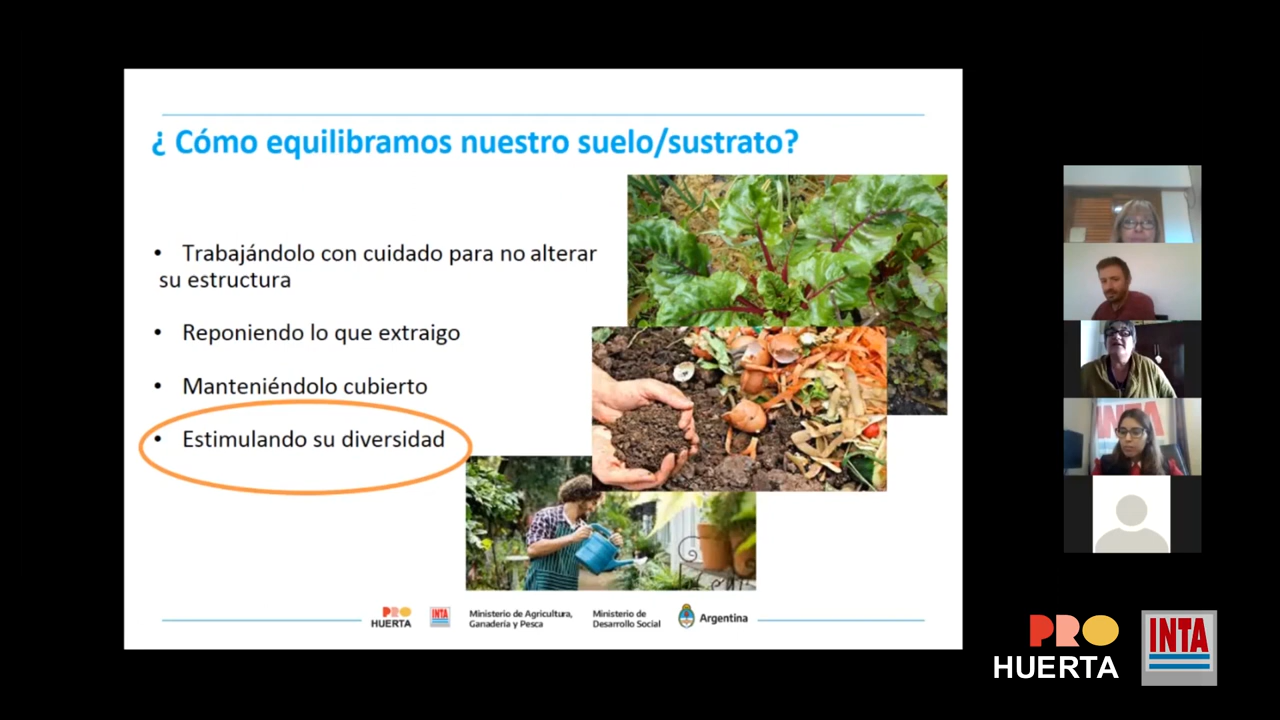 ¿ Cómo equilibramos nuestro suelo/sustrato?
• Trabajándolo con cuidado para no alterar
su estructura
• Reponiendo lo que extraigo
• Manteniéndolo cubierto
• Estimulando su diversidad
PRO
HUERTA
INTA
Ministerio de Agricultura,
Ganadería y Pesca
Ministerio de
Desarrollo Social
Argentina
INTA
PRO
HUERTA
INTA